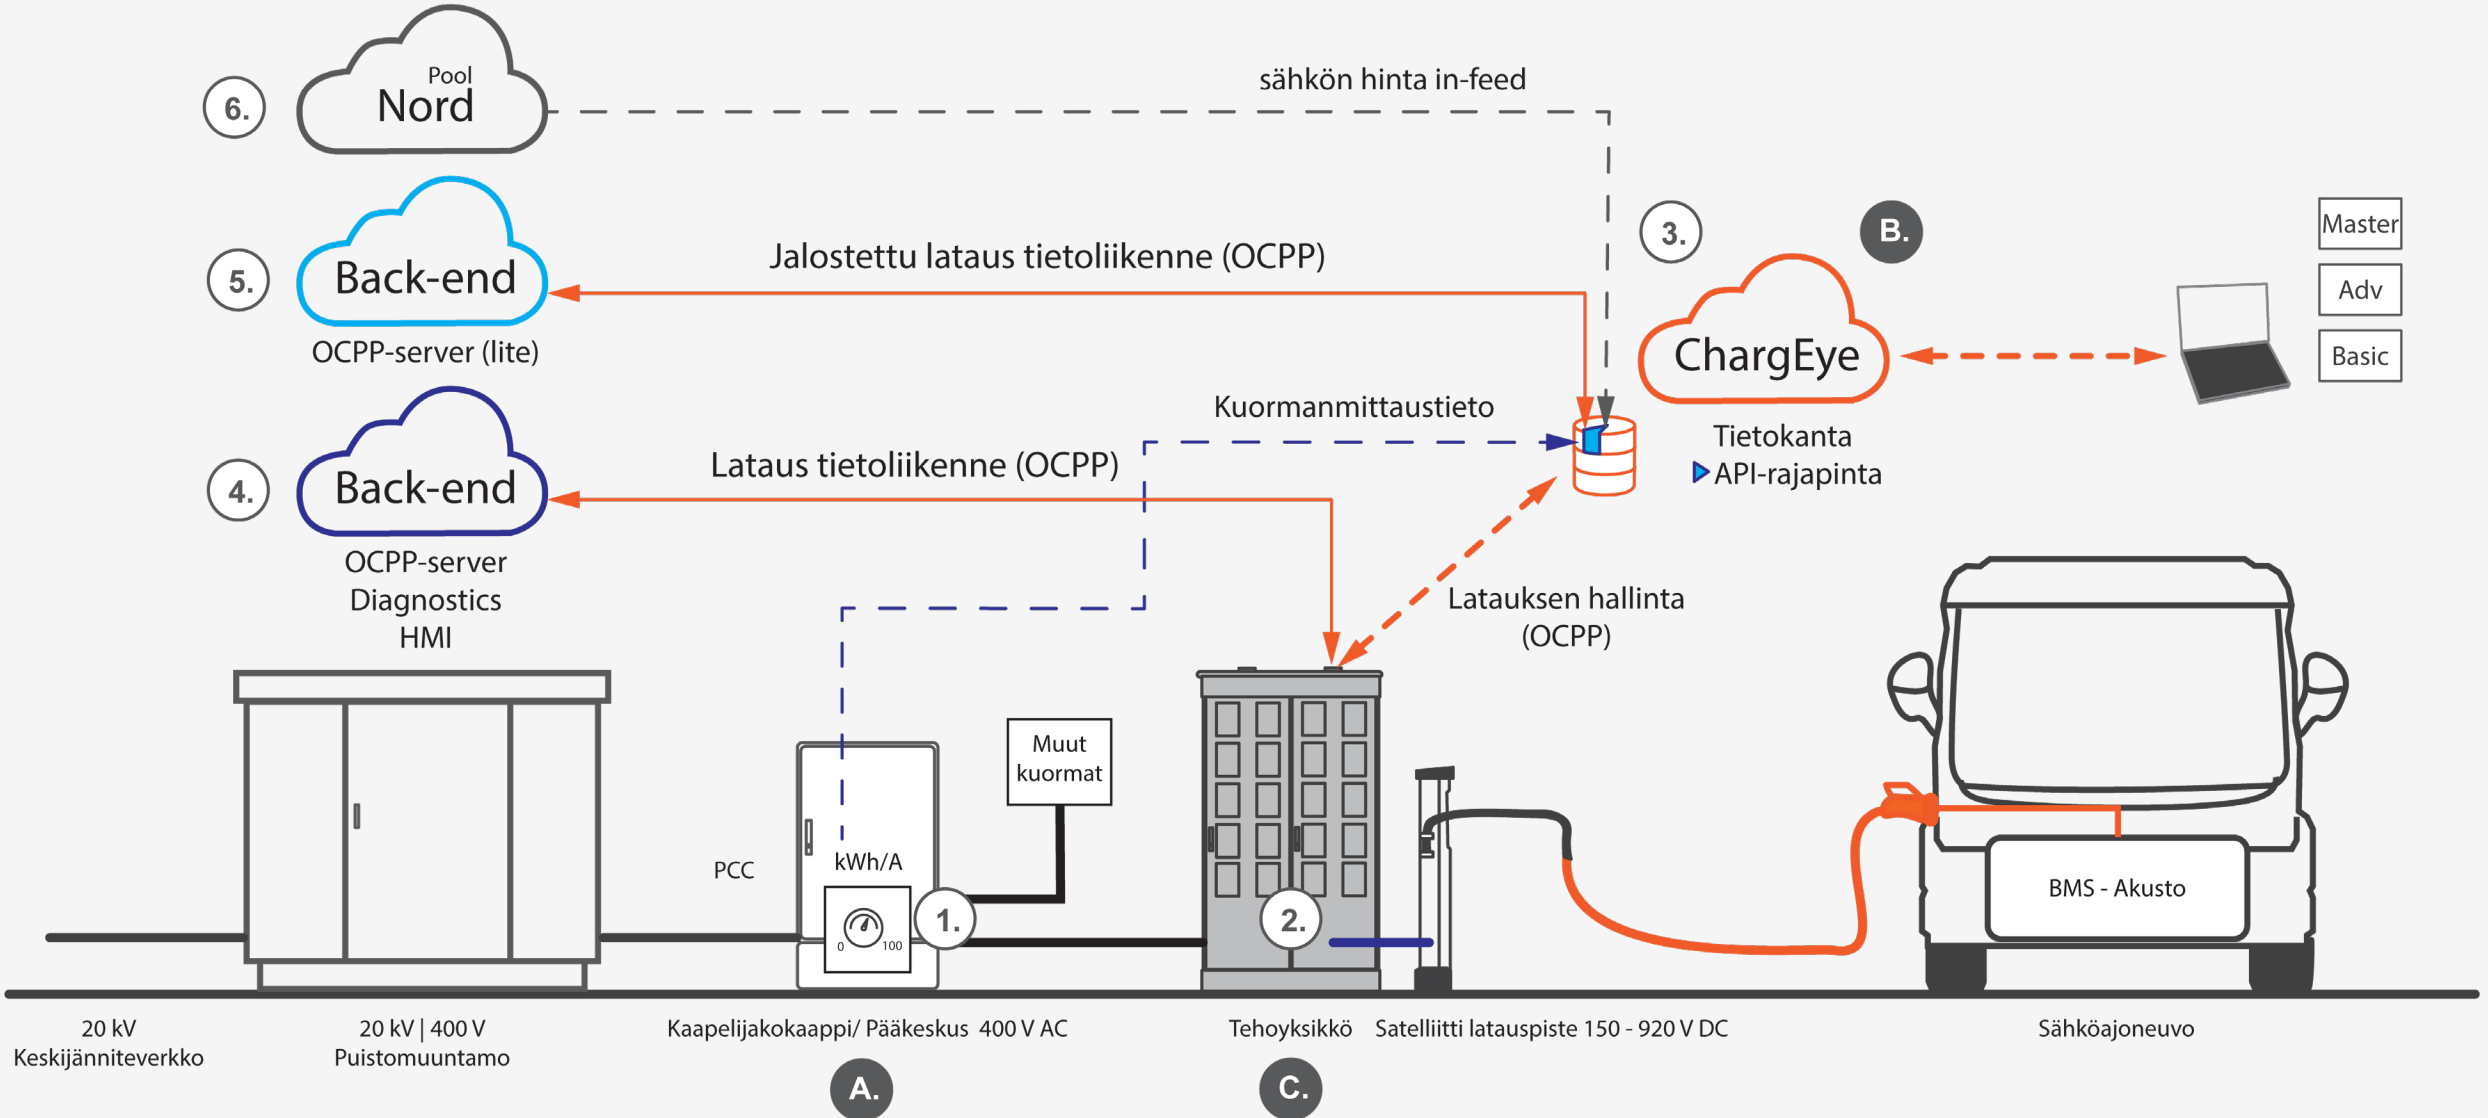 Pool
Nord
6.
sähkön hinta in-feed
5.
Back-end
OCPP-server (lite)
Jalostettu lataus tietoliikenne (OCPP)
3.
B.
ChargEye
Tietokanta
API-rajapinta
Master
Adv
Basic
4.
Back-end
OCPP-server
Diagnostics
HMI
Lataus tietoliikenne (OCPP)
Kuormanmittaustieto
Latauksen hallinta
(OCPP)
Muut
kuormat
PCC
kWh/A
0
100
1.
2.
BMS - Akusto
20 kV
Keskijänniteverkko
20 kV | 400 V
Puistomuuntamo
Kaapelijakokaappi/ Pääkeskus 400 V AC
Tehoyksikkö
Satelliitti latauspiste 150 - 920 V DC
Sähköajoneuvo
A.
C.